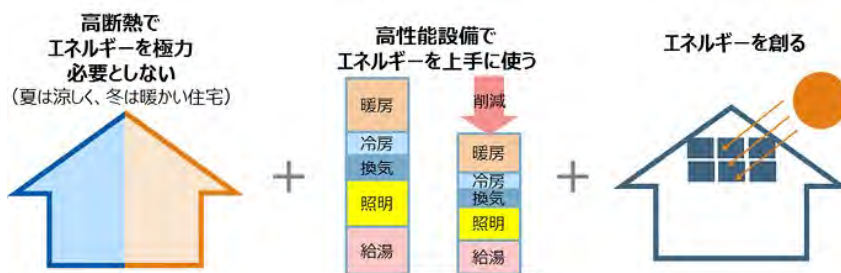 高断熱で
エネルギーを極力
必要としない
（夏は涼しく、冬は暖かい住宅）
高性能設備で
エネルギーを上手に使う
暖房
冷房
換気
照明
給湯
削減
暖房
冷房
換気
照明
給湯
エネルギーを創る